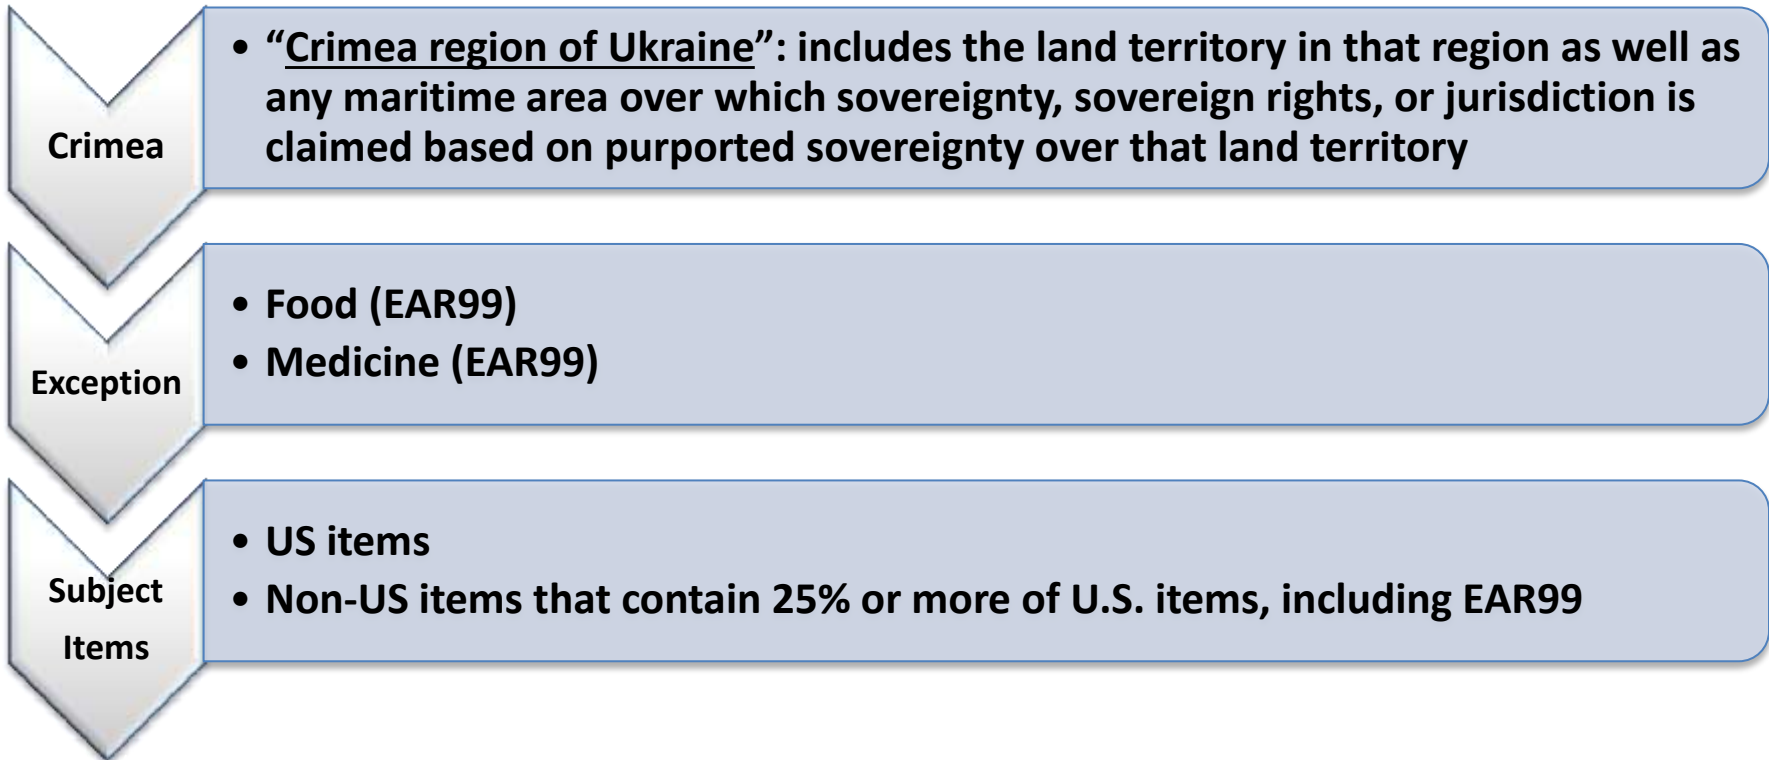 Crimea
• “Crimea region of Ukraine”: includes the land territory in that region as well as
any maritime area over which sovereignty, sovereign rights, or jurisdiction is
claimed based on purported sovereignty over that land territory
Exception
• Food (EAR99)
• Medicine (EAR99)
Subject
Items
• US items
• Non-US items that contain 25% or more of U.S. items, including EAR99